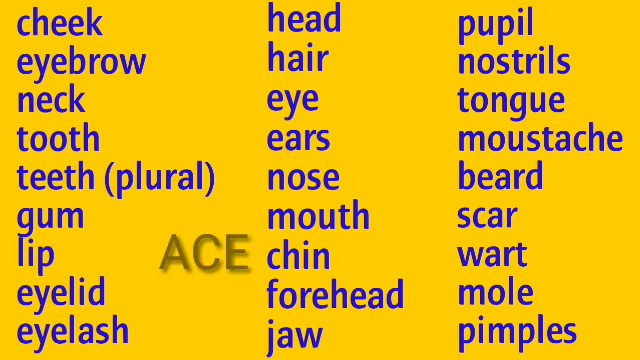 cheek
eyebrow
neck
tooth
teeth (plural)
gum
lip
eyelid
eyelash
ACE
head
hair
eye
ears
nose
mouth
chin
forehead
jaw
pupil
nostrils
tongue
moustache
beard
scar
wart
mole
pimples